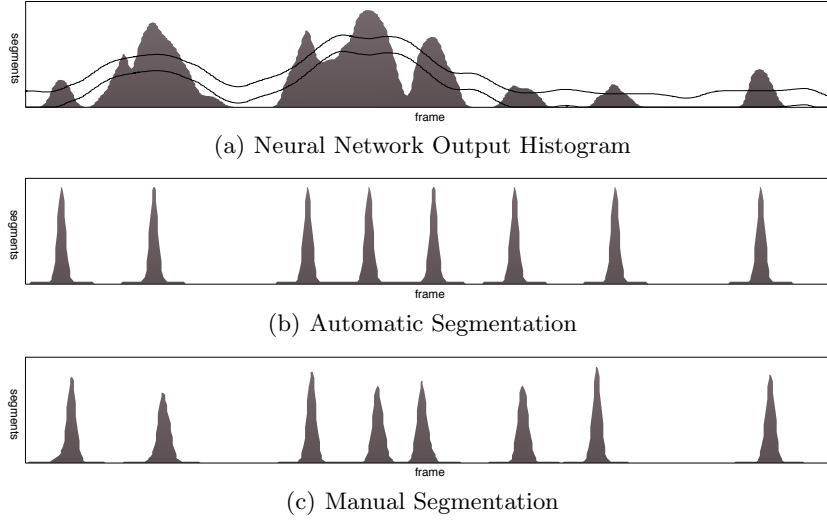 segments
frame
(a) Neural Network Output Histogram
segments
frame
(b) Automatic Segmentation
segments
frame
(c) Manual Segmentation